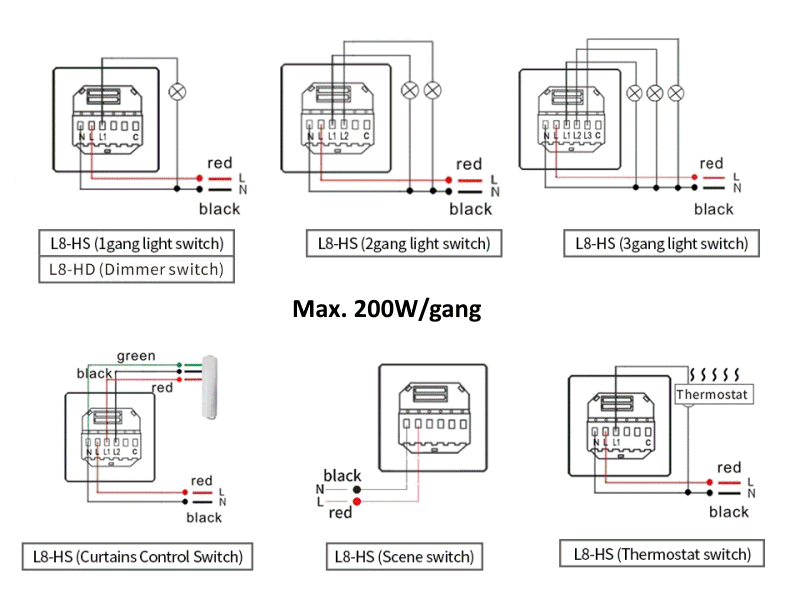 N L L1 C
red
L
N
black
L8-HS (1gang light switch)
L8-HD (Dimmer switch)
N L L1 L2 C
red
L
N
black
L8-HS (2gang light switch)
N L L1 L2 L3 C
red
L
N
black
L8-HS (3gang light switch)
Max. 200W/gang
green
black
red
N L L1 L2 C
red
L
N
black
L8-HS (Curtains Control Switch)
black
N
L
red
L8-HS (Scene switch)
Thermostat
N L L1 C
red
L
N
black
L8-HS (Thermostat switch)